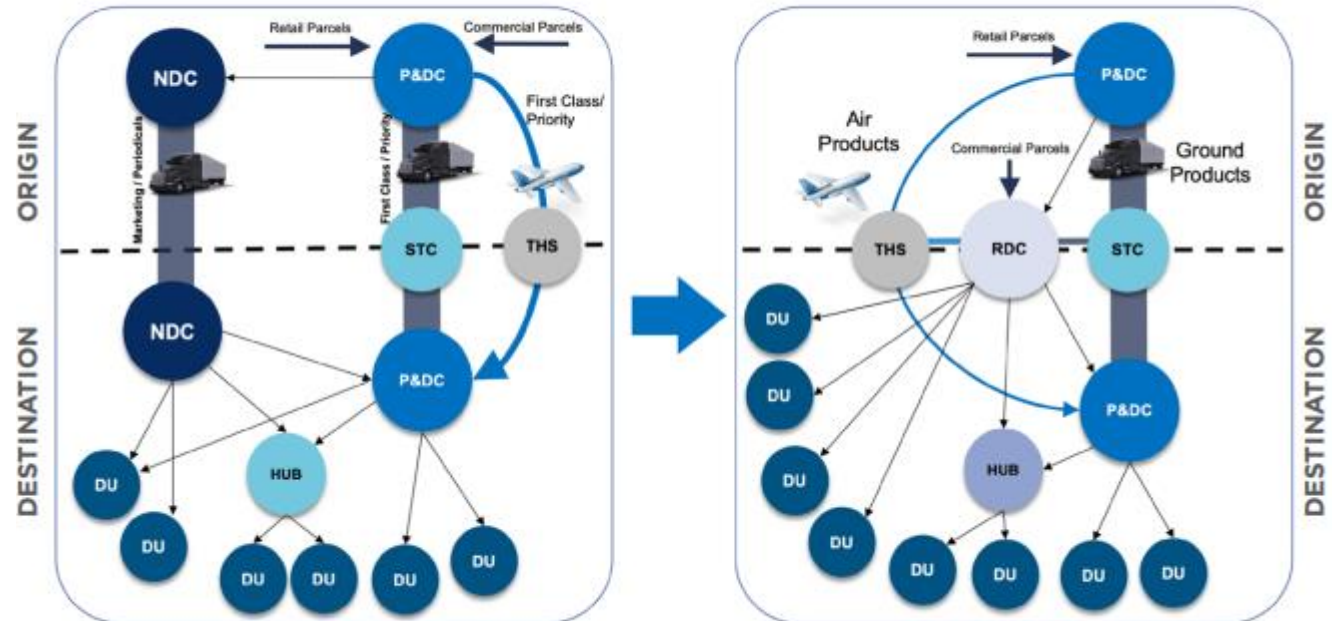 ORIGIN
DESTINATION
Retail Parcels
Commercial Parcels
NDC
P&DC
First Class/
Priority
Marketing / Periodicals
First Class / Priority
STC
THS
NDC
P&DC
DU
HUB
DU
DU
DU
DU
DU
Retail Parcels
P&DC
Air
Products
Commercial Parcels
Ground
Products
THS
RDC
STC
DU
DU
P&DC
DU
HUB
DU
DU
DU
DU
DU
ORIGIN
DESTINATION